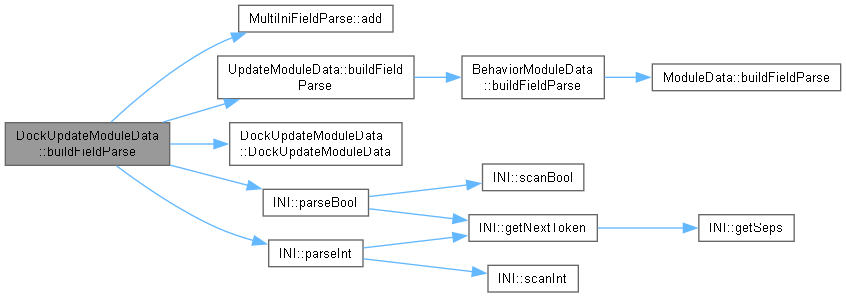 MultiIniFieldParse::add
UpdateModuleData::buildField
Parse
BehaviorModuleData
::buildFieldParse
ModuleData::buildFieldParse
DockUpdateModuleData
::buildFieldParse
DockUpdateModuleData
::DockUpdateModuleData
INI::scanBool
INI::parseBool
INI::getNextToken
INI::getSeps
INI::parseInt
INI::scanInt